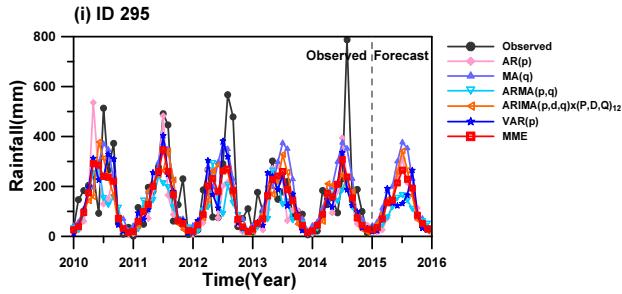 (i) ID 295
Rainfall(mm)
800
600
400
200
0
Observed
Forecast
2010
2011
2012
2013
2014
2015
2016
Time(Year)
Observed
AR(p)
MA(q)
ARMA(p,q)
ARIMA(p,d,q)x(P,D,Q)12
VAR(p)
MME